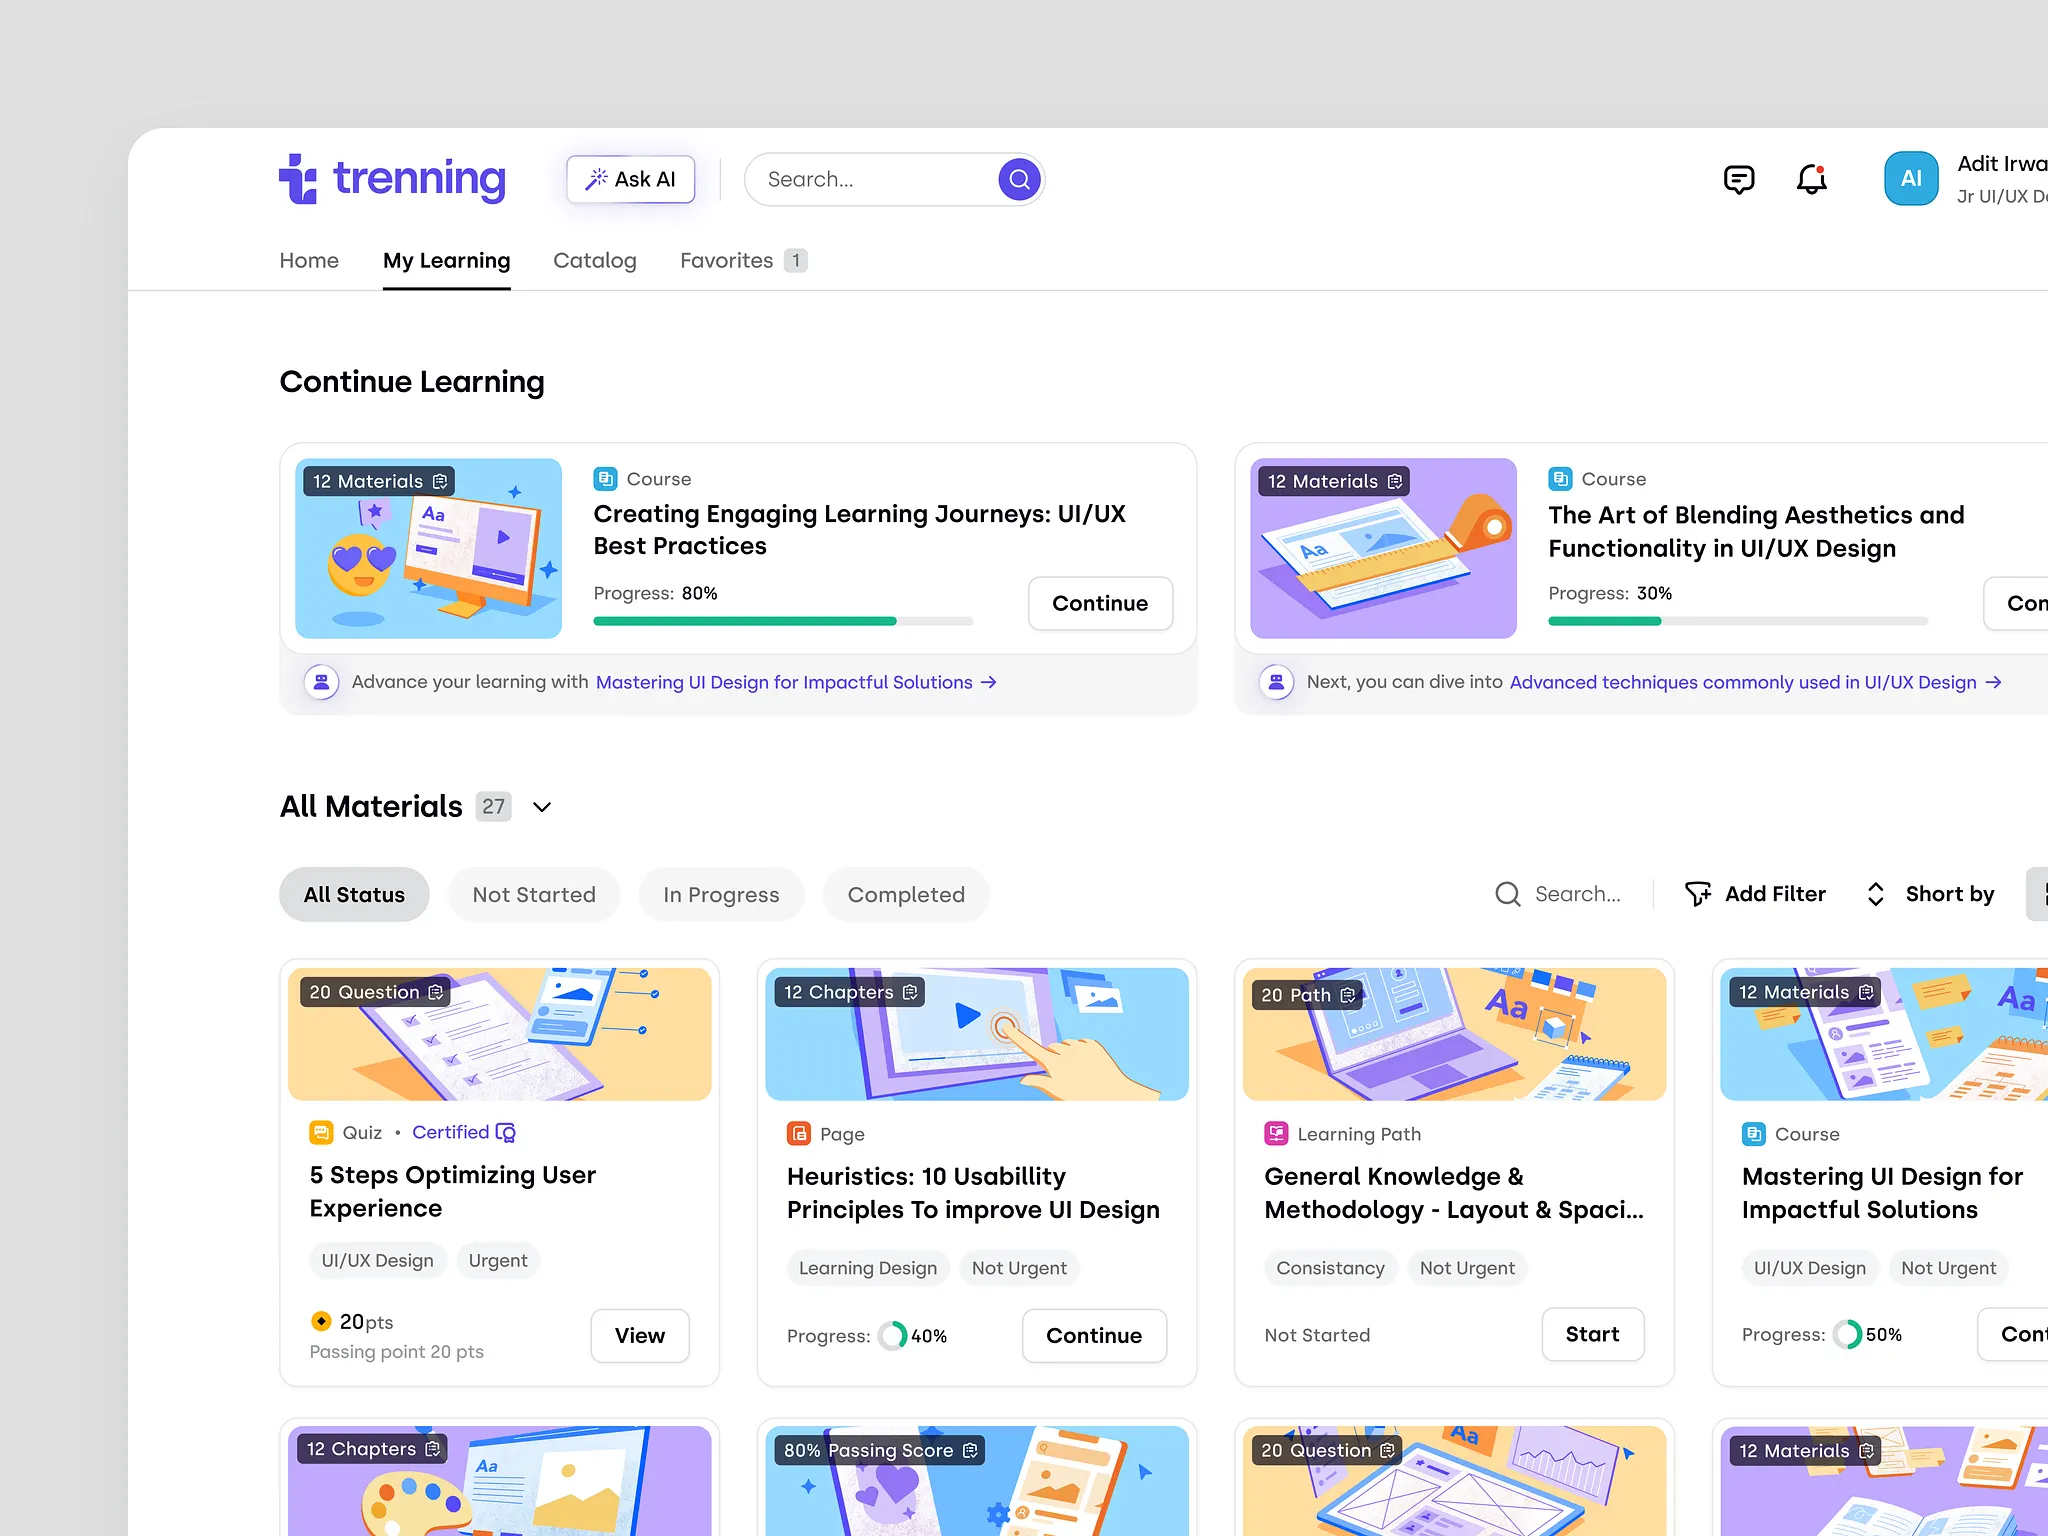 trenning
Ask AI
Search...
AI
Adit Irwa
Jr UI/UX De
Home
My Learning
Catalog
Favorites 1
Continue Learning
12 Materials
Course
Creating Engaging Learning Journeys: UI/UX
Best Practices
Progress: 80%
Continue
Advance your learning with Mastering UI Design for Impactful Solutions →
12 Materials
Aa
Course
The Art of Blending Aesthetics and
Functionality in UI/UX Design
Progress: 30%
Con
Next, you can dive into Advanced techniques commonly used in UI/UX Design →
Aa
All Materials 27
All Status
Not Started
In Progress
Completed
Search...
Add Filter
Short by
20 Question
Quiz • Certified
5 Steps Optimizing User
Experience
UI/UX Design
Urgent
20pts
Passing point 20 pts
View
12 Chapters
Page
Heuristics: 10 Usabillity
Principles To improve UI Design
Learning Design
Not Urgent
Progress: 40%
Continue
20 Path
Aa
Learning Path
General Knowledge &
Methodology - Layout & Spaci...
Consistancy
Not Urgent
Not Started
Start
12 Materials
Aa
Course
Mastering UI Design for
Impactful Solutions
UI/UX Design
Not Urgent
Progress: 50%
Cont
12 Chapters
Aa
80% Passing Score
20 Question
Aa
12 Materials